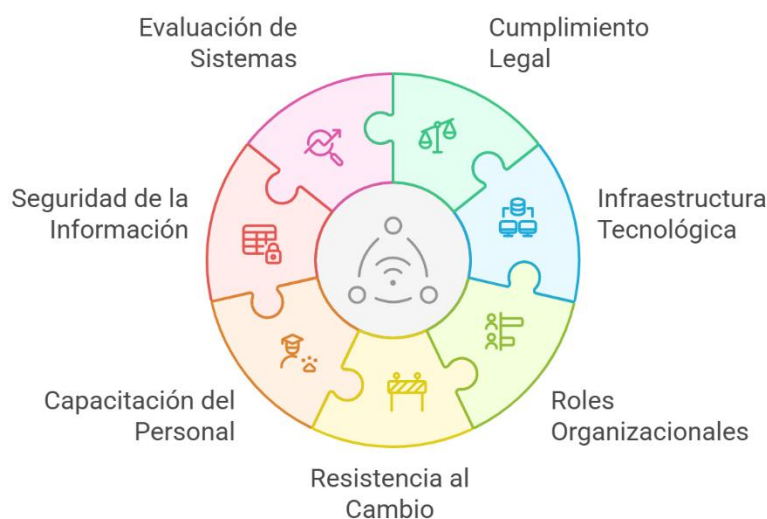 Evaluación de
Sistemas
Cumplimiento
Legal
Seguridad de la
Información
Infraestructura
Tecnológica
Capacitación del
Personal
Roles
Organizacionales
Resistencia al
Cambio